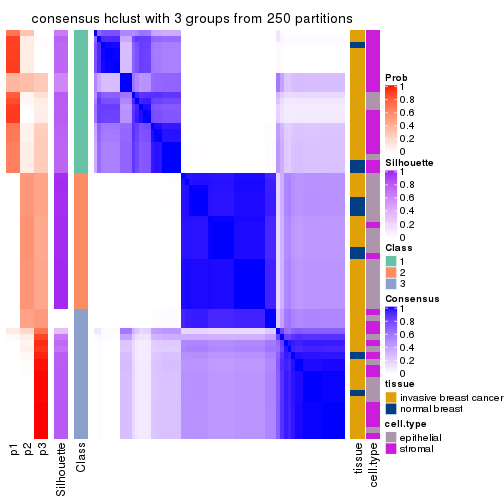 consensus hclust with 3 groups from 250 partitions
Prob
1
0.8
0.6
0.4
0.2
0
Silhouette
1
0.8
0.6
0.4
0.2
0
Class
1
2
3
Consensus
1
0.8
0.6
0.4
0.2
0
tissue
invasive breast cancer
normal breast
cell.type
epithelial
stromal
p1
p2
p3
Silhouette
Class
tissue
cell.type